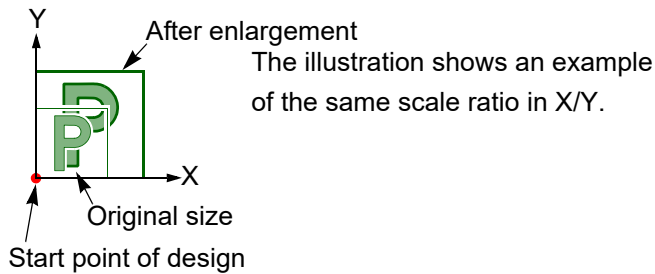 Y
After enlargement
The illustration shows an example
of the same scale ratio in X/Y.
P
P
X
Original size
Start point of design